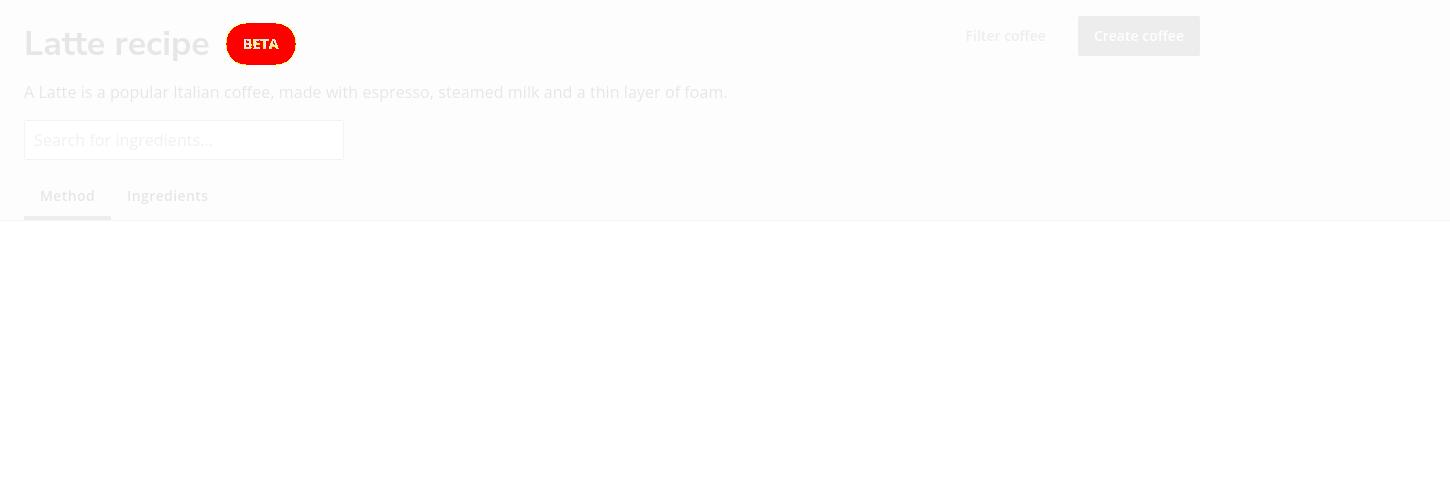 Latte recipe BETA
Filter coffee
Create coffee
A Latte is a popular Italian coffee, made with espresso, steamed milk and a thin layer of foam.
Search for ingredients...
Method Ingredients